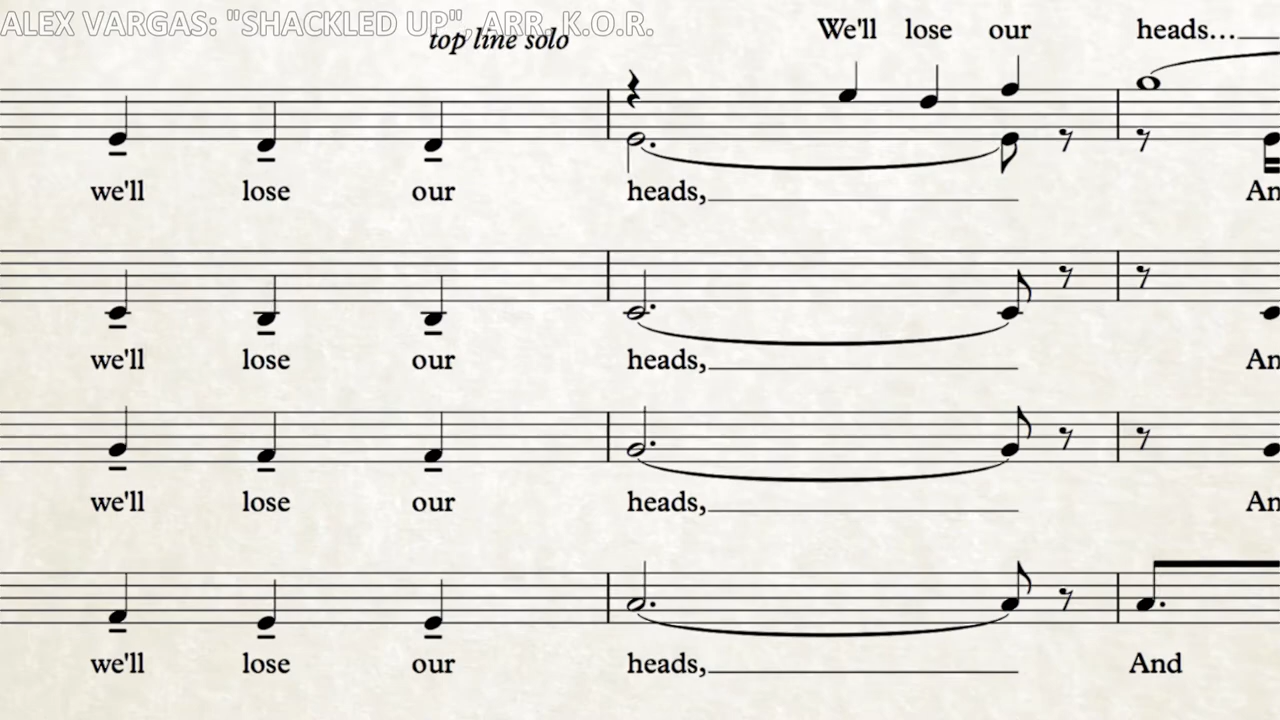 ALEX VARGAS: "SHACKLED UP", ARR. K.O.R.
top line solo
We'll lose our heads...
we'll lose our heads, An
we'll lose our heads, An
we'll lose our heads, An
we'll lose our heads, And